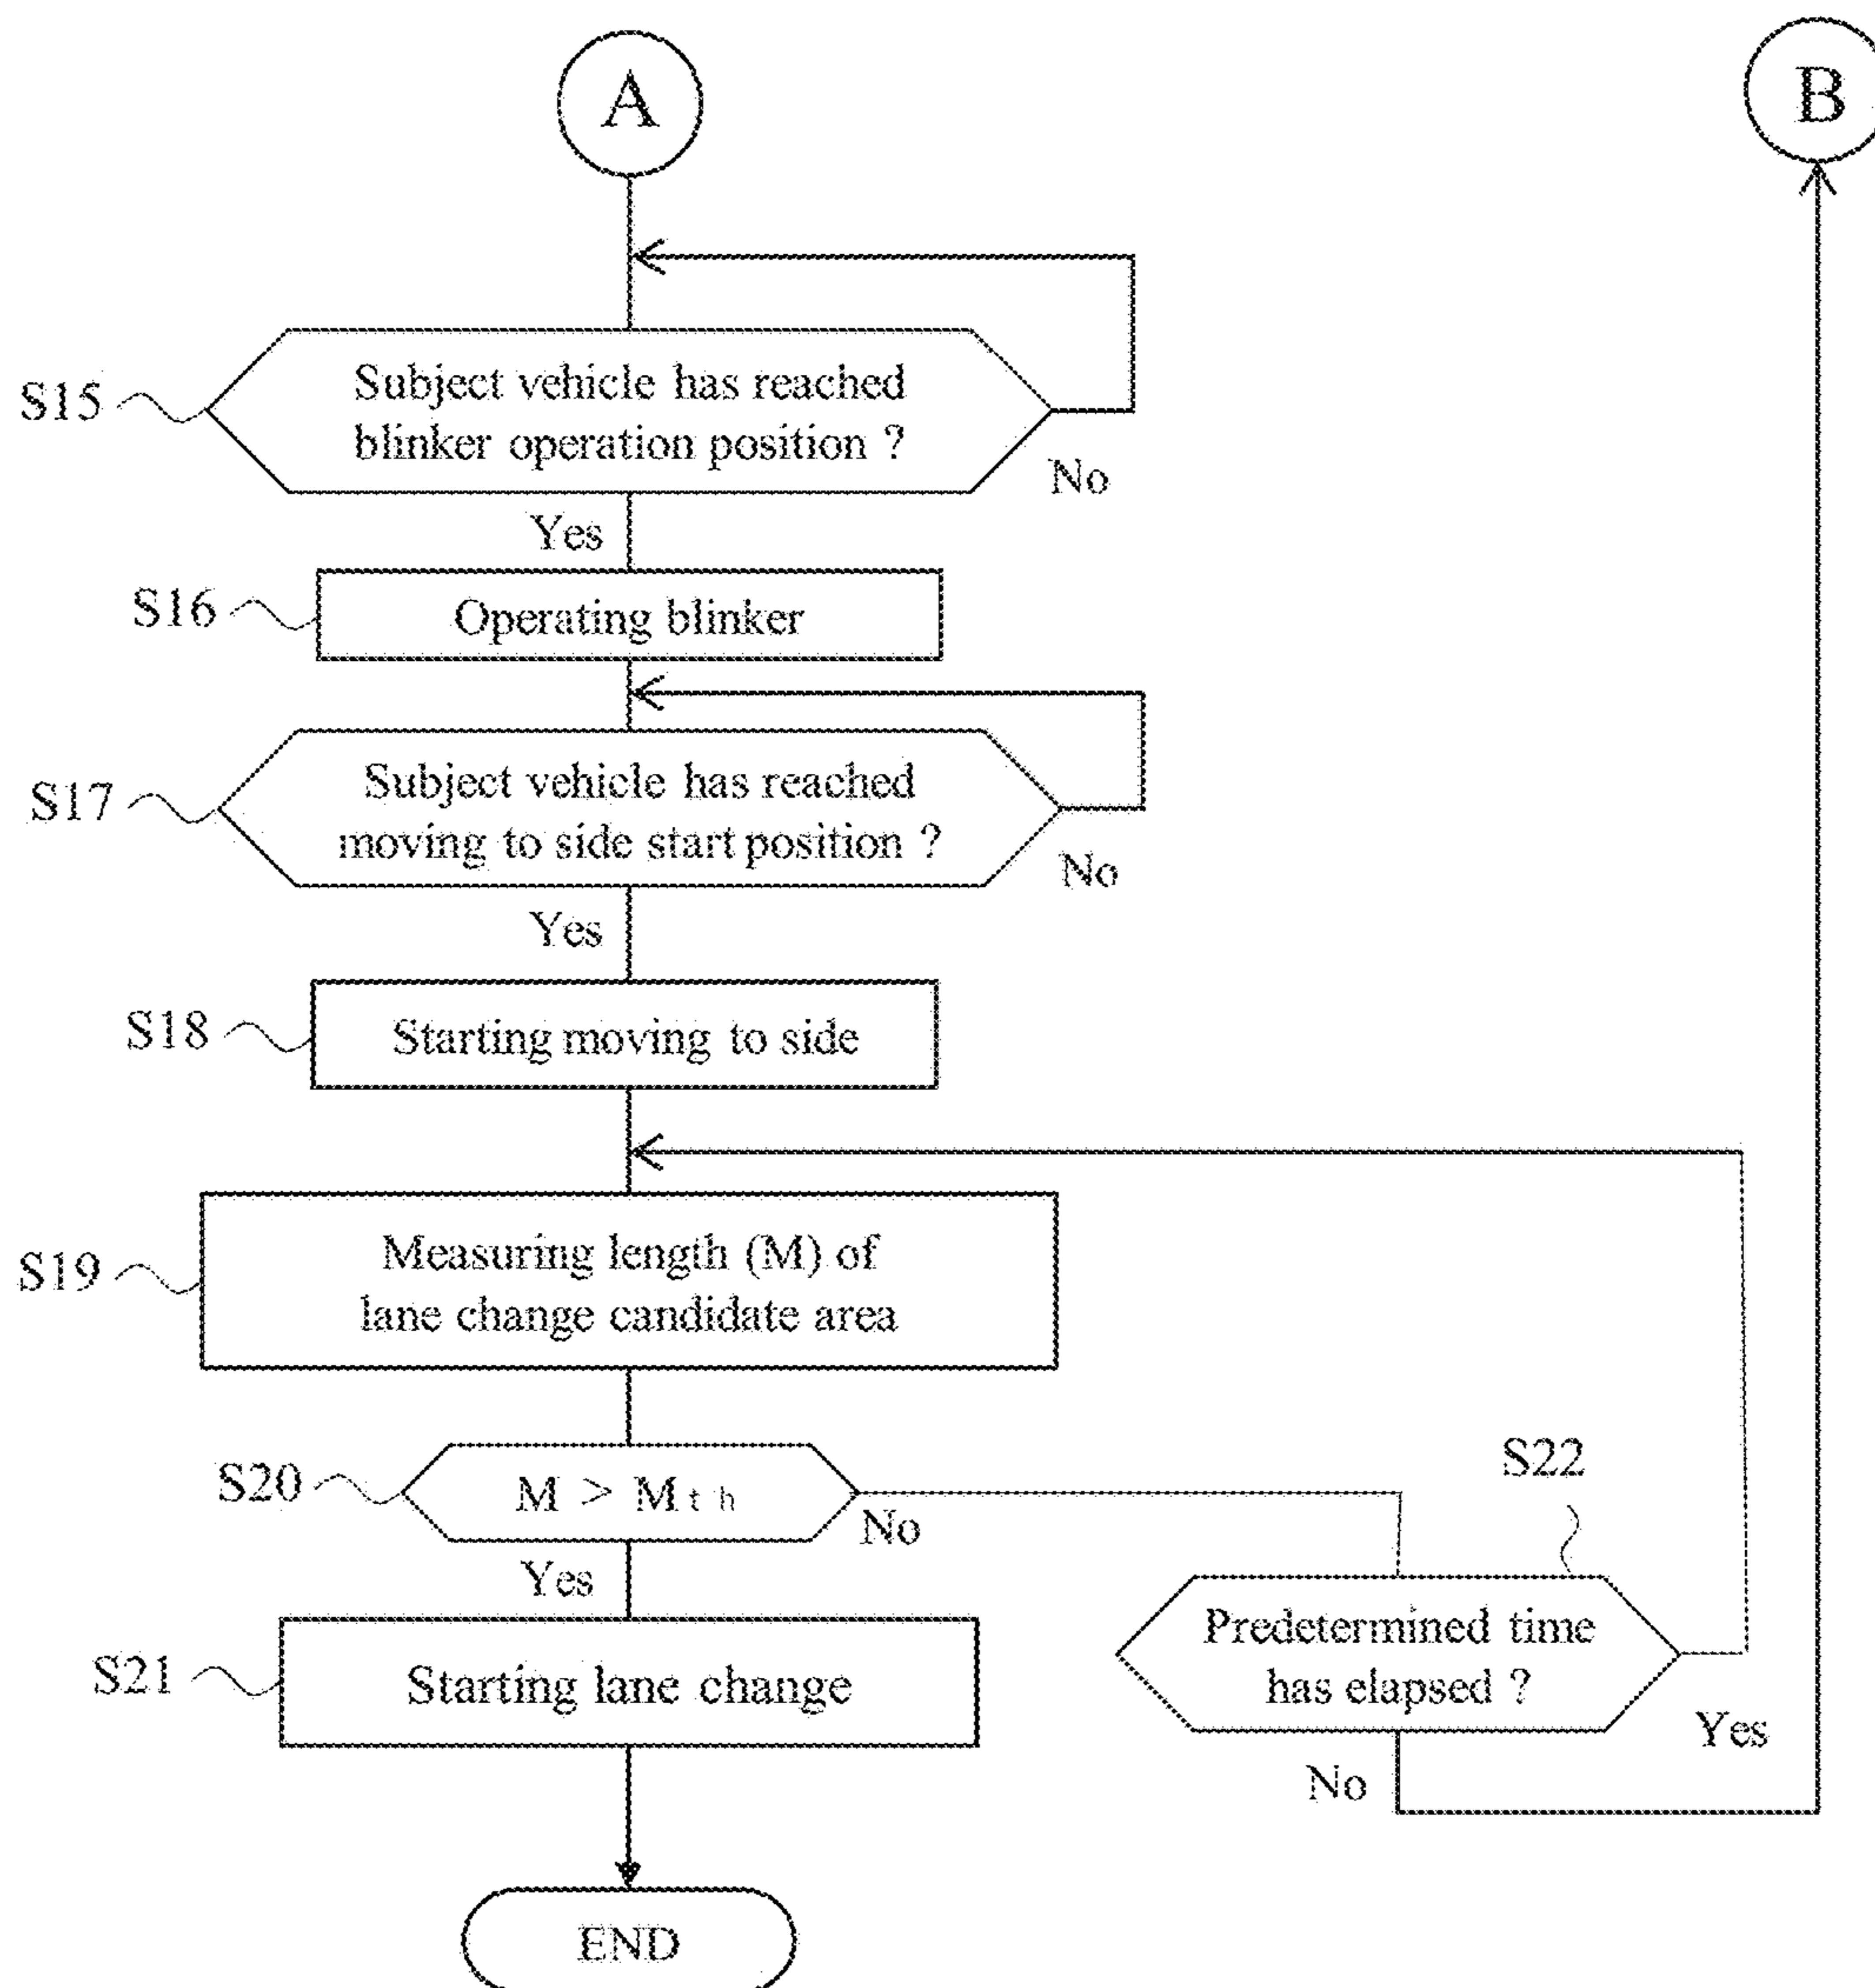 A
B
S15
Subject vehicle has reached
blinker operation position ?
No
Yes
S16
Operating blinker
S17
Subject vehicle has reached
moving to side start position ?
No
Yes
S18
Starting moving to side
S19
Measuring length (M) of
lane change candidate area
S20
M > M t h
No
Yes
S22
Predetermined time
has elapsed ?
Yes
No
S21
Starting lane change
END